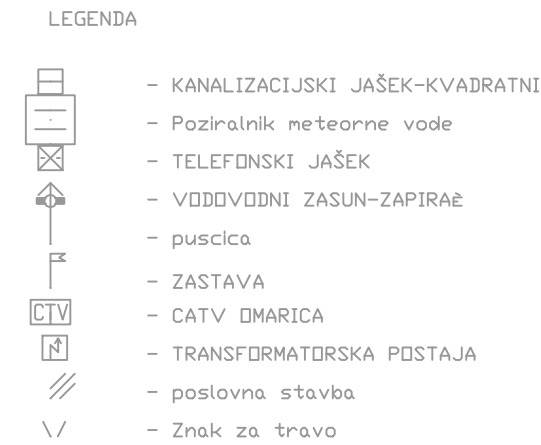 LEGENDA
- KANALIZACIJSKI JAŠEK-KVADRATNI
- Poziralnik meteorne vode
- TELEFONSKI JAŠEK
- VODOVODNI ZASUN-ZAPIRAÈ
- puscica
- ZASTAVA
CTV - CATV OMARICA
- TRANSFORMATORSKA POSTAJA
- poslovna stavba
- Znak za travo